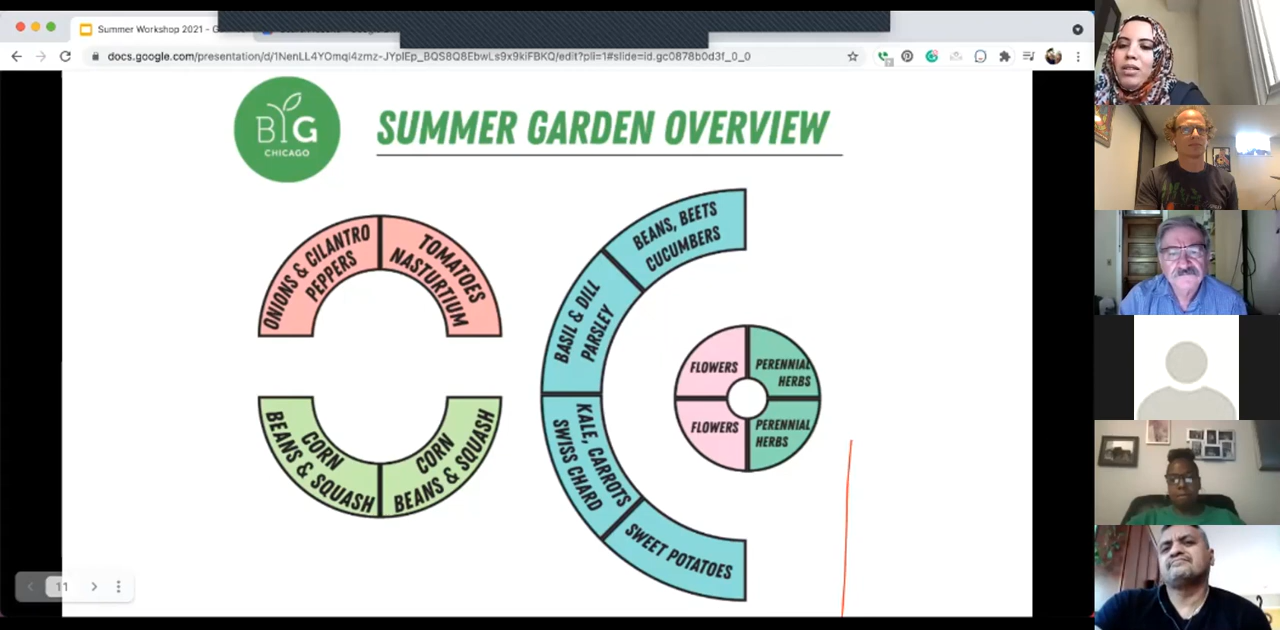 Summer Workshop 2021 - G
docs.google.com/presentation/d/1NenLL4YOmqI4zmz-JYpIEp_BQS8Q8EbwLs9x9kiFBKQ/edit?pli=1#slide=id.gc0878b0d3f_0_0
BYG
CHICAGO
SUMMER GARDEN OVERVIEW
ONIONS & CILANTRO
PEPPERS
TOMATOES
NASTURTIUM
CORN
BEANS & SQUASH
CORN
BEANS & SQUASH
BEANS, BEETS
CUCUMBERS
BASIL & DILL
PARSLEY
KALE, CARROTS
SWISS CHARD
SWEET POTATOES
FLOWERS
PERENNIAL
HERBS
FLOWERS
PERENNIAL
HERBS
11